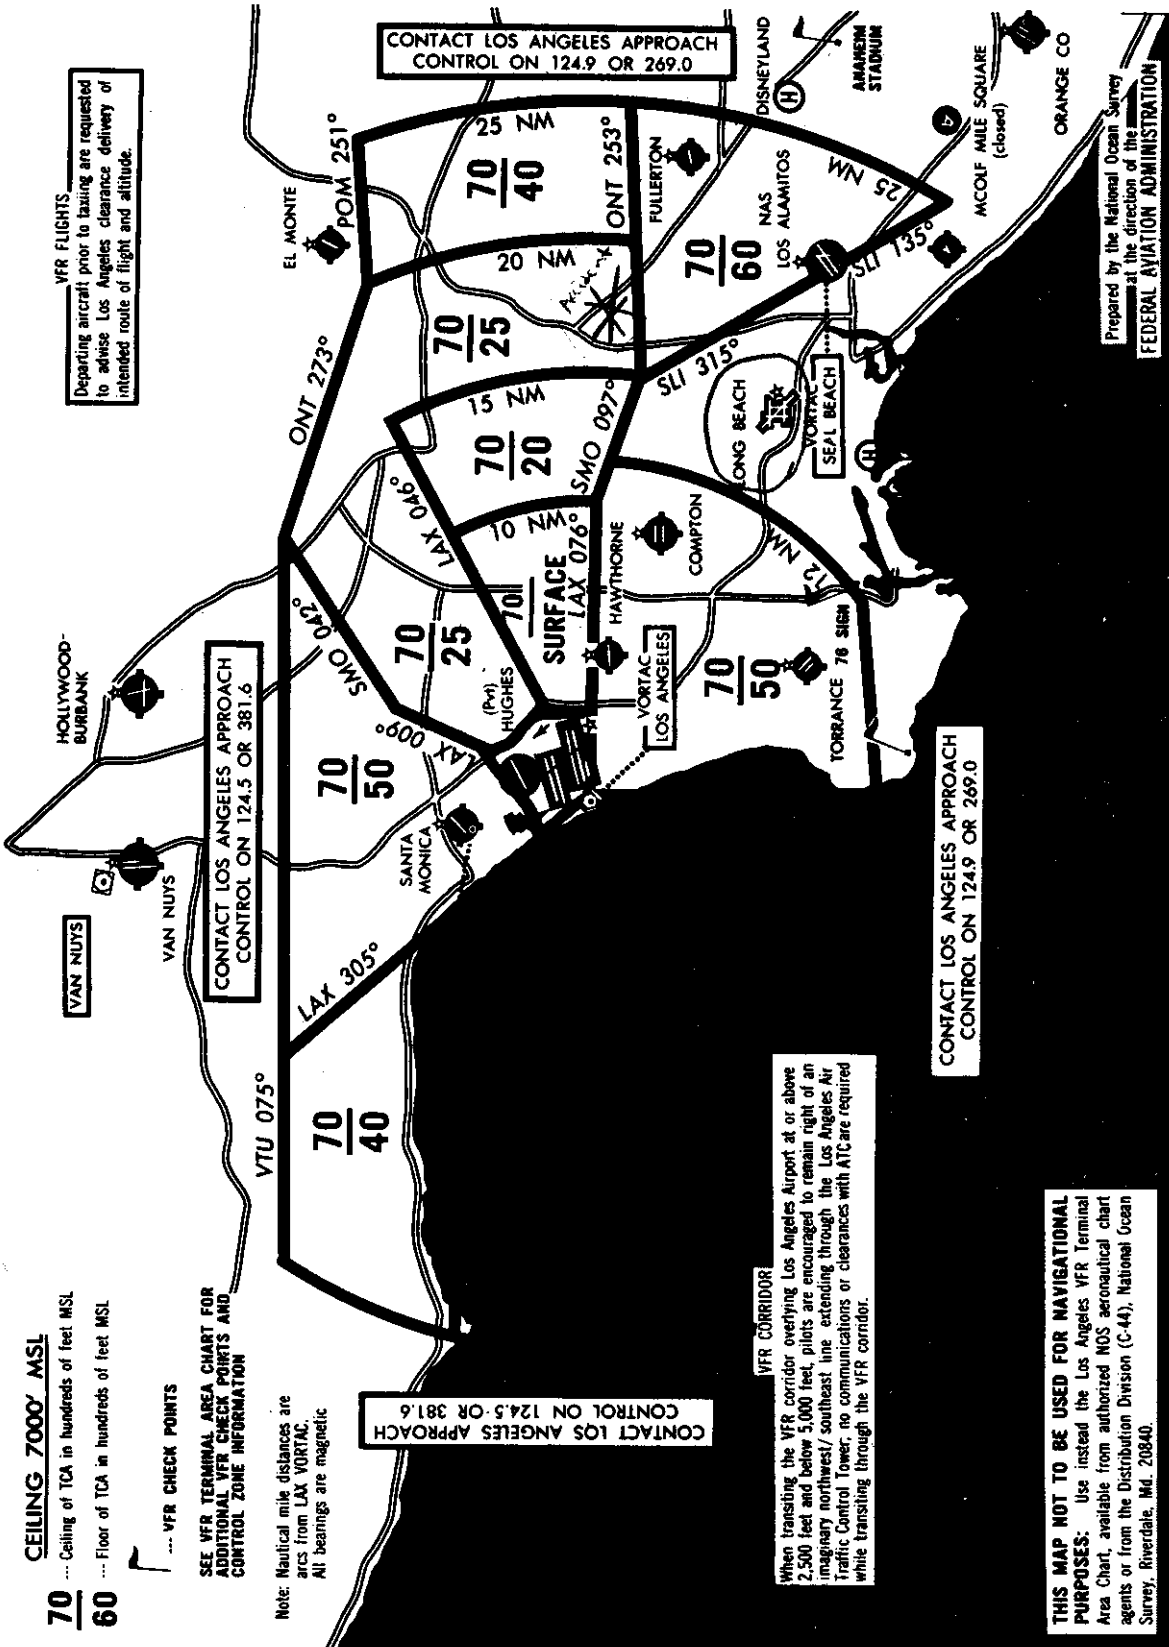 CEILING 7000' MSL
70 --- Ceiling of TCA in hundreds of feet MSL
60 --- Floor of TCA in hundreds of feet MSL
--- VFR CHECK POINTS
SEE VFR TERMINAL AREA CHART FOR
ADDITIONAL VFR CHECK POINTS AND
CONTROL ZONE INFORMATION
Note: Nautical mile distances are
arcs from LAX VORTAC.
All bearings are magnetic
VAN NUYS
VAN NUYS
HOLLYWOOD-
BURBANK
CONTACT LOS ANGELES APPROACH
CONTROL ON 124.5 OR 381.6
VFR FLIGHTS
Departing aircraft prior to taxiing are requested
to advise Los Angeles clearance delivery of
intended route of flight and altitude.
VTU 075°
ONT 273°
EL MONTE
POM 251°
70
40
LAX 305°
70
50
SMO 042°
LAX 009°
70
25
LAX 046°
70
SURFACE
10 NM
LAX 076°
70
20
15 NM
SMO 097°
70
25
20 NM
Accident
70
40
25 NM
ONT 253°
CONTACT LOS ANGELES APPROACH
CONTROL ON 124.9 OR 269.0
SANTA
MONICA
(Pvt)
HUGHES
HAWTHORNE
COMPTON
VORTAC
LOS ANGELES
70
50
12 NM
TORRANCE
76 SIGN
LONG BEACH
VORTAC
SEAL BEACH
H
SLI 315°
SLI 135°
70
60
NAS
LOS ALAMITOS
FULLERTON
25 NM
DISNEYLAND
H
ANAHEIM
STADIUM
4
MCOLF MILE SQUARE
(closed)
ORANGE CO
CONTACT LOS ANGELES APPROACH
CONTROL ON 124.5 OR 381.6
VFR CORRIDOR
When transiting the VFR corridor overlying Los Angeles Airport at or above
2,500 feet and below 5,000 feet, pilots are encouraged to remain right of an
imaginary northwest/southeast line extending through the Los Angeles Air
Traffic Control Tower; no communications or clearances with ATC are required
while transiting through the VFR corridor.
CONTACT LOS ANGELES APPROACH
CONTROL ON 124.9 OR 269.0
THIS MAP NOT TO BE USED FOR NAVIGATIONAL
PURPOSES: Use instead the Los Angeles VFR Terminal
Area Chart, available from authorized NOS aeronautical chart
agents or from the Distribution Division (C-44), National Ocean
Survey, Riverdale, Md. 20840.
Prepared by the National Ocean Survey
at the direction of the
FEDERAL AVIATION ADMINISTRATION